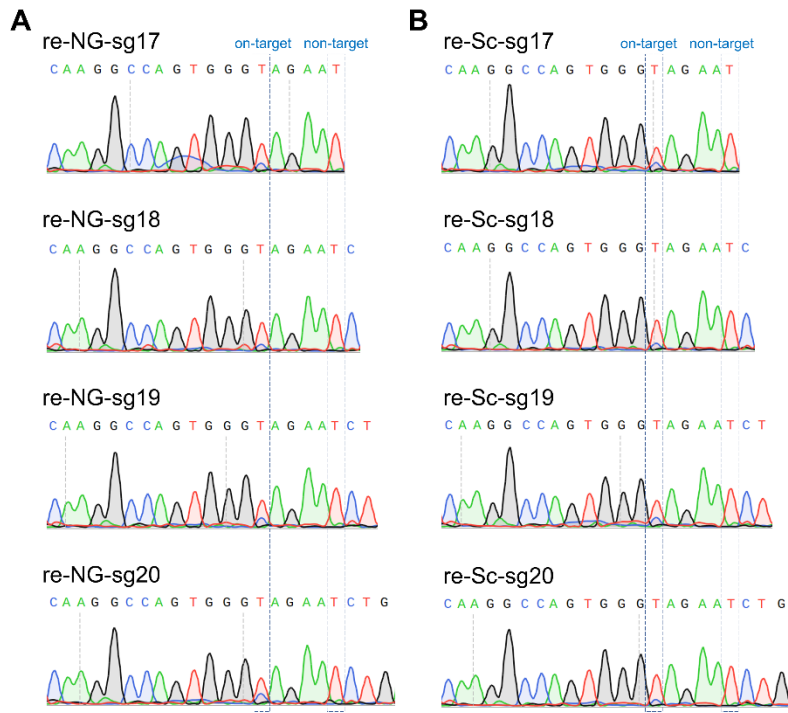 A
re-NG-sg17
on-target non-target
C A A G G C C A G T G G G T A G A A T
re-NG-sg18
C A A G G C C A G T G G G T A G A A T C
re-NG-sg19
C A A G G C C A G T G G G T A G A A T C T
re-NG-sg20
C A A G G C C A G T G G G T A G A A T C T G
B
re-Sc-sg17
on-target non-target
C A A G G C C A G T G G G T A G A A T
re-Sc-sg18
C A A G G C C A G T G G G T A G A A T C
re-Sc-sg19
C A A G G C C A G T G G G T A G A A T C T
re-Sc-sg20
C A A G G C C A G T G G G T A G A A T C T G